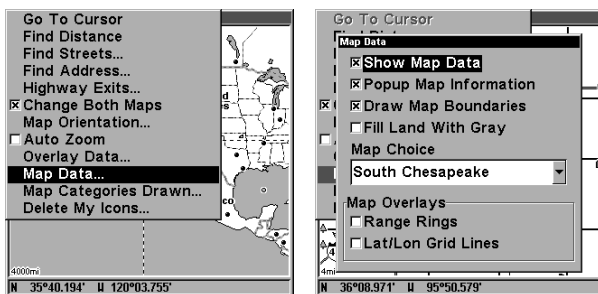 Go To Cursor
Find Distance
Find Streets...
Find Address...
Highway Exits...
Change Both Maps
Map Orientation...
Auto Zoom
Overlay Data...
Map Data...
Map Categories Drawn...
Delete My Icons...
4000mi
N 35°40.194' W 120°03.755'
Go To Cursor
Map Data
Show Map Data
Popup Map Information
Draw Map Boundaries
Fill Land With Gray
Map Choice
South Chesapeake
Map Overlays
Range Rings
Lat/Lon Grid Lines
4mi
N 36°08.971' W 95°50.579'